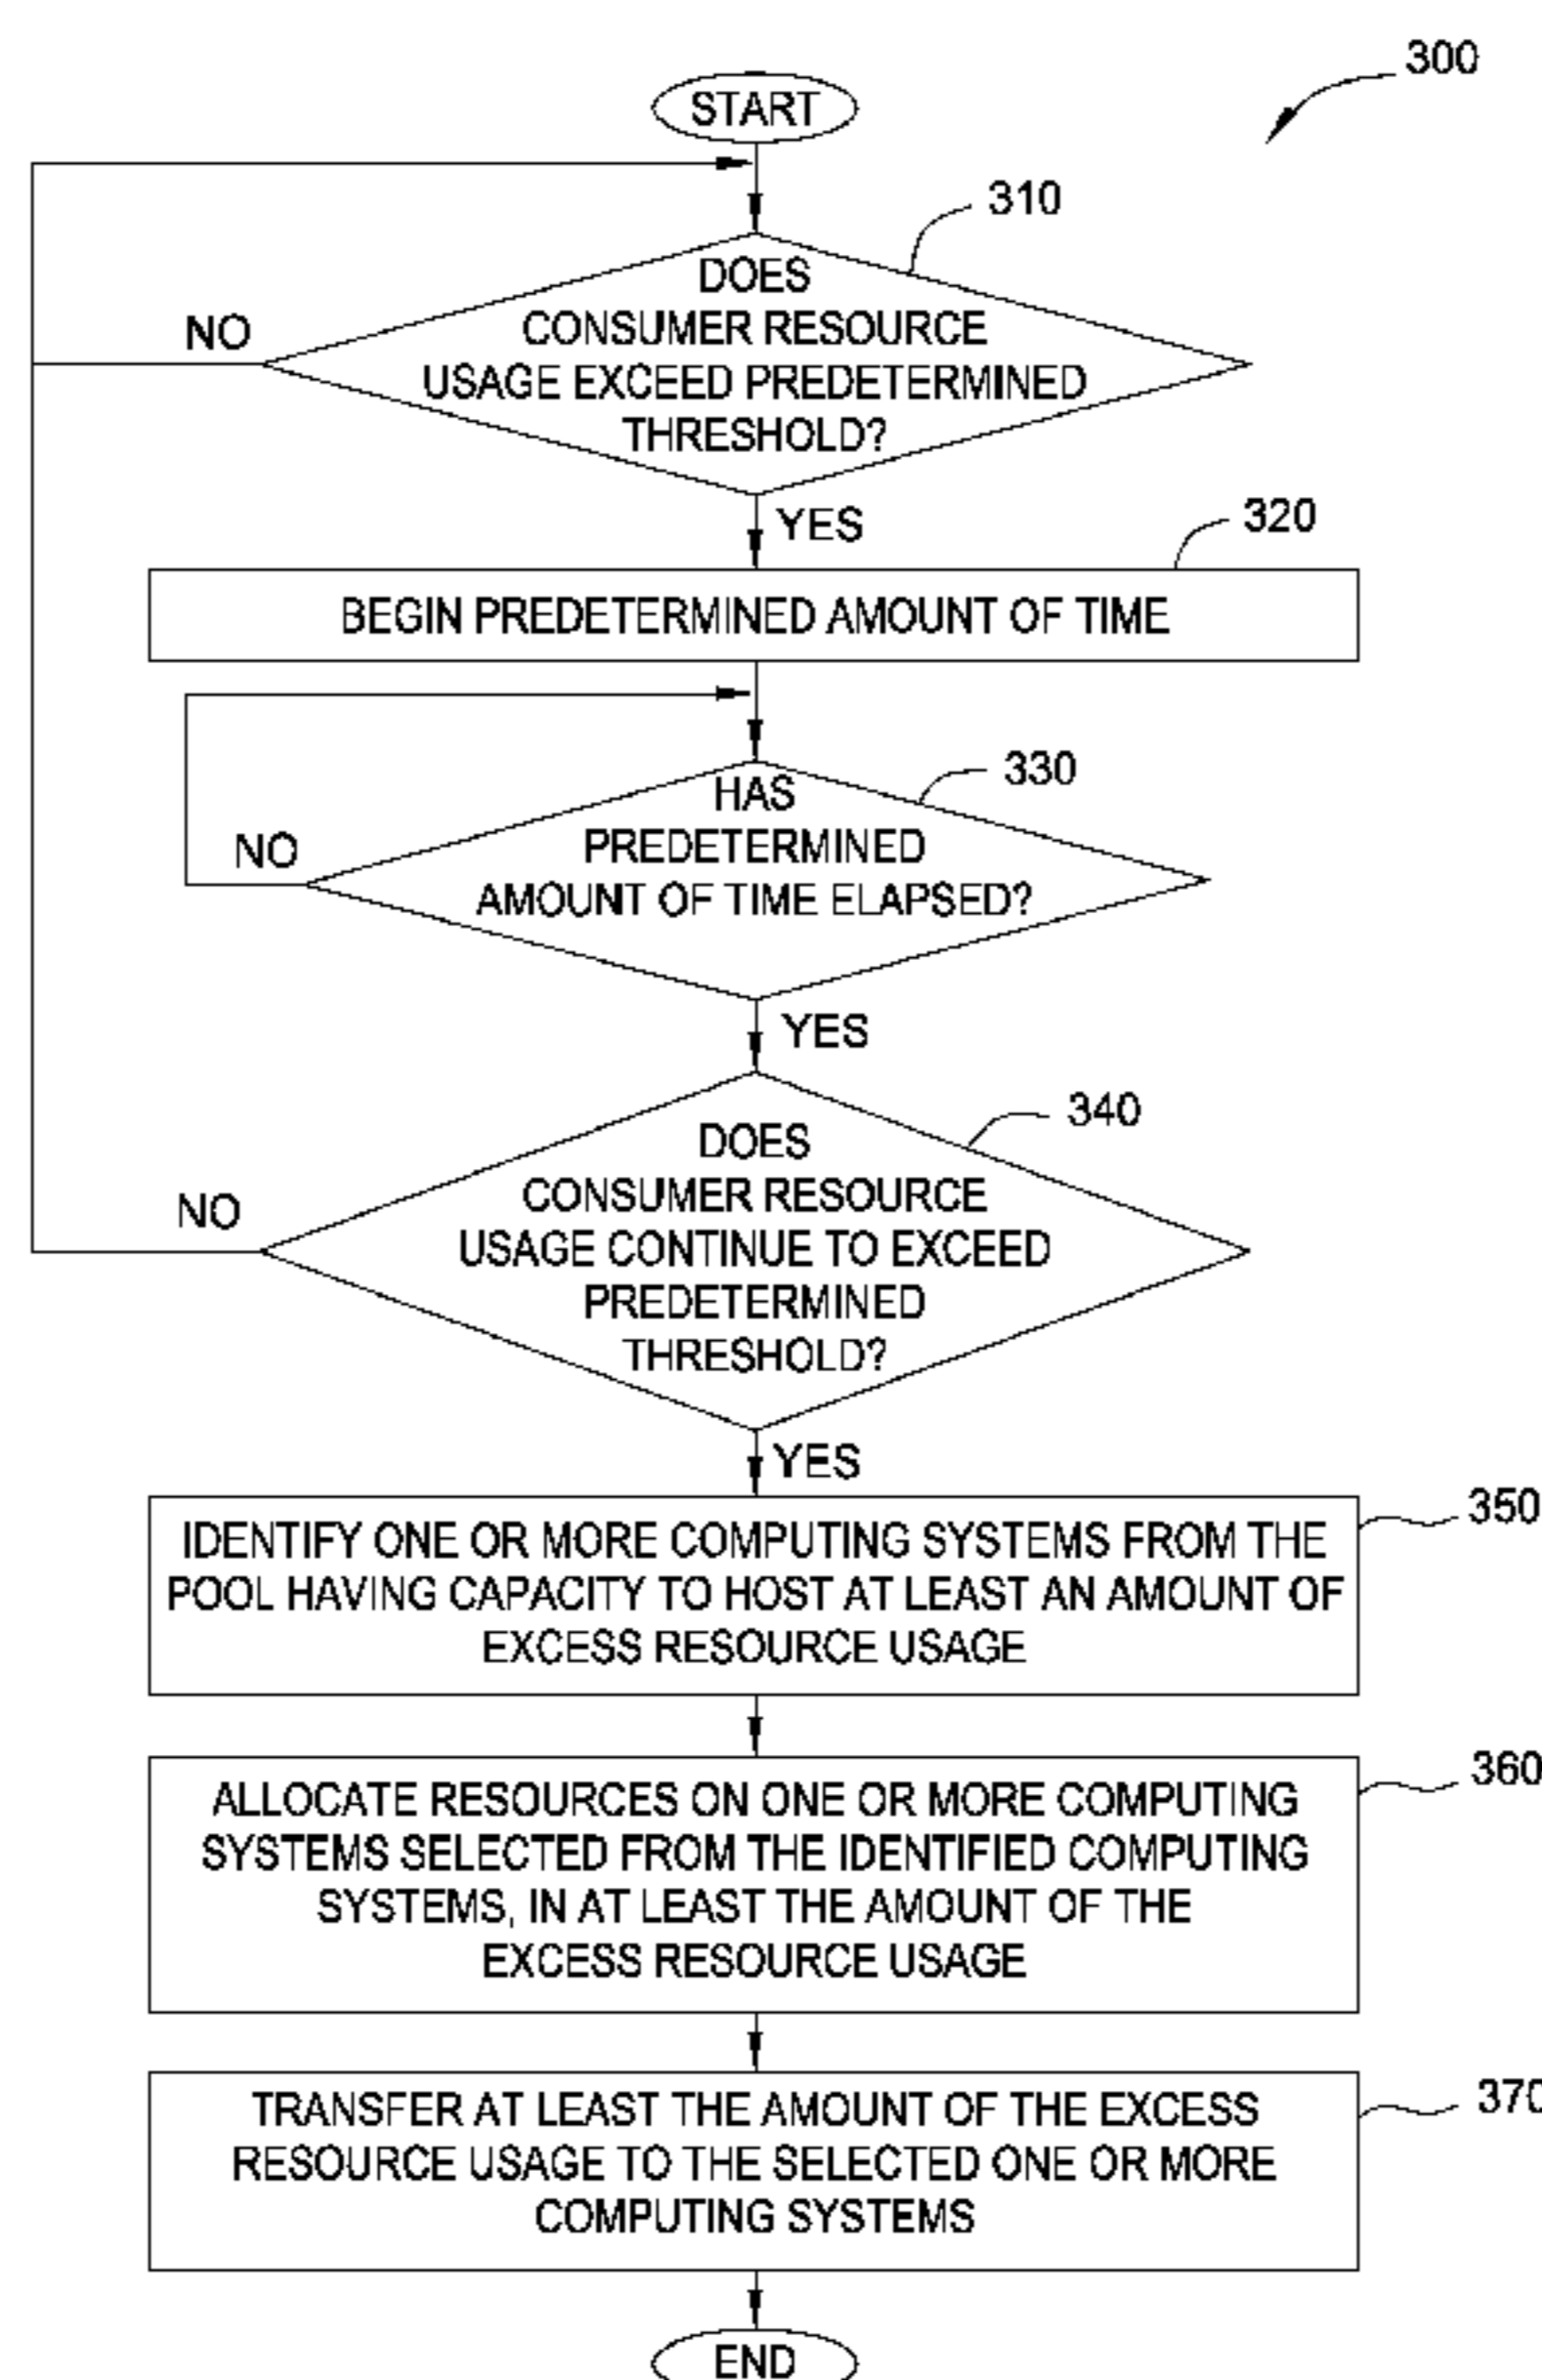 300
START
310
DOES
CONSUMER RESOURCE
USAGE EXCEED PREDETERMINED
THRESHOLD?
NO
YES
320
BEGIN PREDETERMINED AMOUNT OF TIME
330
HAS
PREDETERMINED
AMOUNT OF TIME ELAPSED?
NO
YES
340
DOES
CONSUMER RESOURCE
USAGE CONTINUE TO EXCEED
PREDETERMINED
THRESHOLD?
NO
YES
350
IDENTIFY ONE OR MORE COMPUTING SYSTEMS FROM THE
POOL HAVING CAPACITY TO HOST AT LEAST AN AMOUNT OF
EXCESS RESOURCE USAGE
360
ALLOCATE RESOURCES ON ONE OR MORE COMPUTING
SYSTEMS SELECTED FROM THE IDENTIFIED COMPUTING
SYSTEMS, IN AT LEAST THE AMOUNT OF THE
EXCESS RESOURCE USAGE
370
TRANSFER AT LEAST THE AMOUNT OF THE EXCESS
RESOURCE USAGE TO THE SELECTED ONE OR MORE
COMPUTING SYSTEMS
END